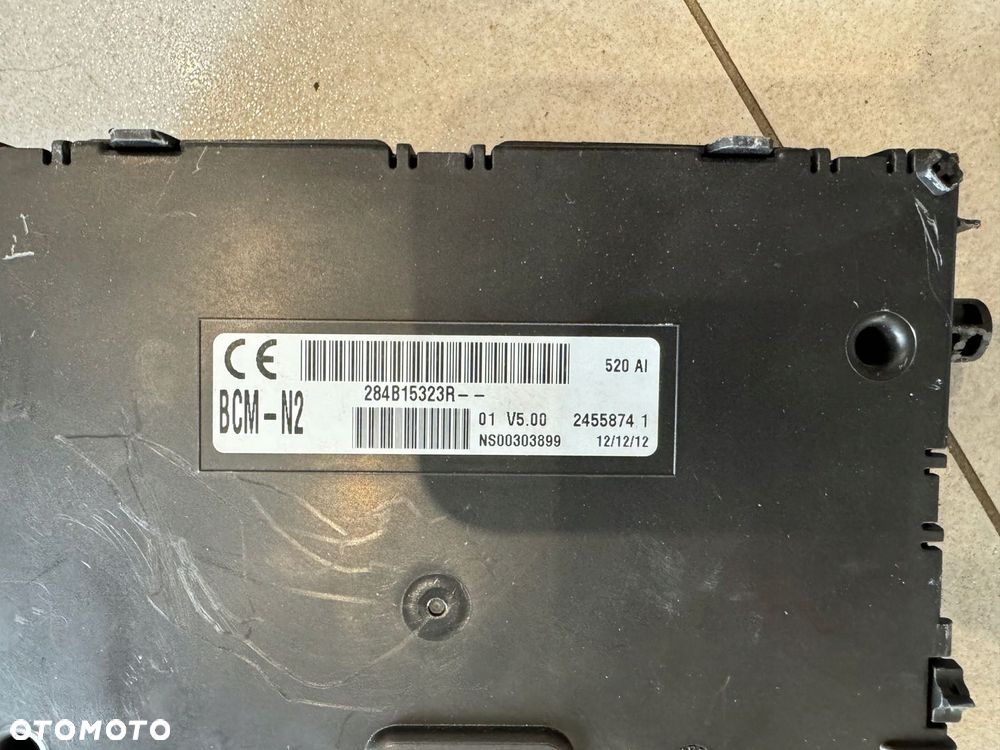 CE
520 AI
284B15323R--
BCM-N2
01 V5.00 2455874 1
NS00303899 12/12/12
OTOMOTO